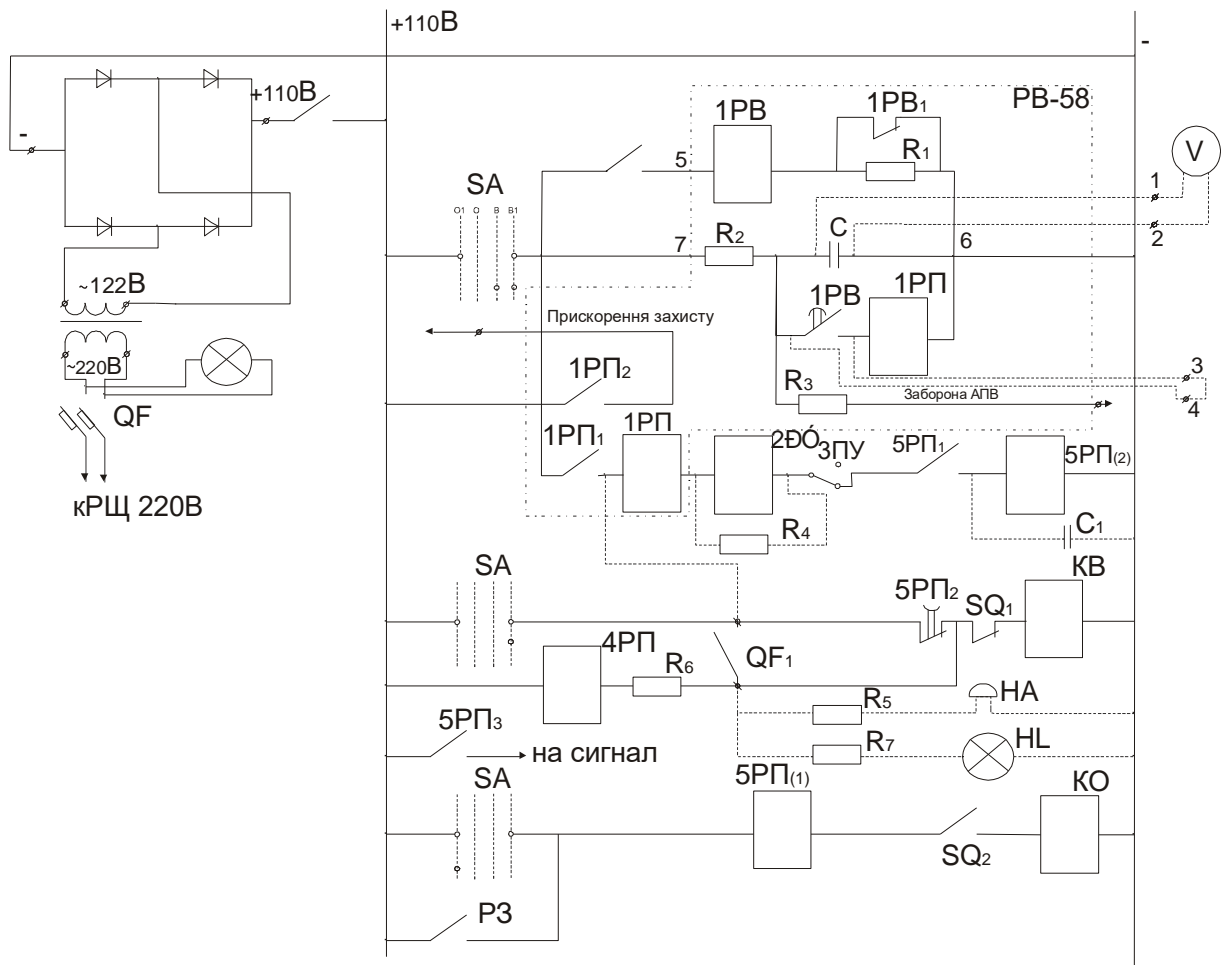 +110В
-
РВ-58
+110В
1РВ
1РВ1
R1
V
-
5
SA
О1 О В В1
1
2
7
R2
С
6
~122В
1РВ
1РП
Прискорення захисту
~220В
1РП2
R3
Заборона АПВ
3
4
QF
1РП1
1РП
2ÐÓ
3ПУ
5РП1
5РП(2)
кРЩ 220В
R4
С1
SA
5РП2
SQ1
КВ
4РП
R6
QF1
R5
НА
5РП3
на сигнал
R7
HL
SA
5РП(1)
КО
SQ2
РЗ